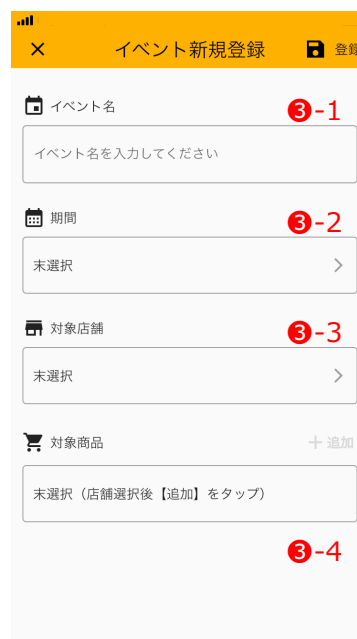 × イベント新規登録 登録
イベント名 ❸-1
イベント名を入力してください
期間 ❸-2
末選択 >
対象店舗 ❸-3
末選択 >
対象商品 +追加
末選択（店舗選択後【追加】をタップ）
❸-4